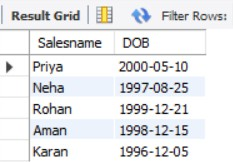 Result Grid Filter Rows:
Salesname DOB
Priya 2000-05-10
Neha 1997-08-25
Rohan 1999-12-21
Aman 1998-12-15
Karan 1996-12-05